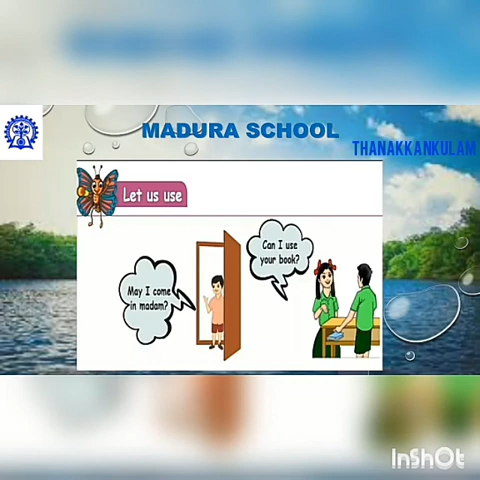 MADURA SCHOOL
THANAKKANKULAM
Let us use
May I come
in madam?
Can I use
your book?
InShOt